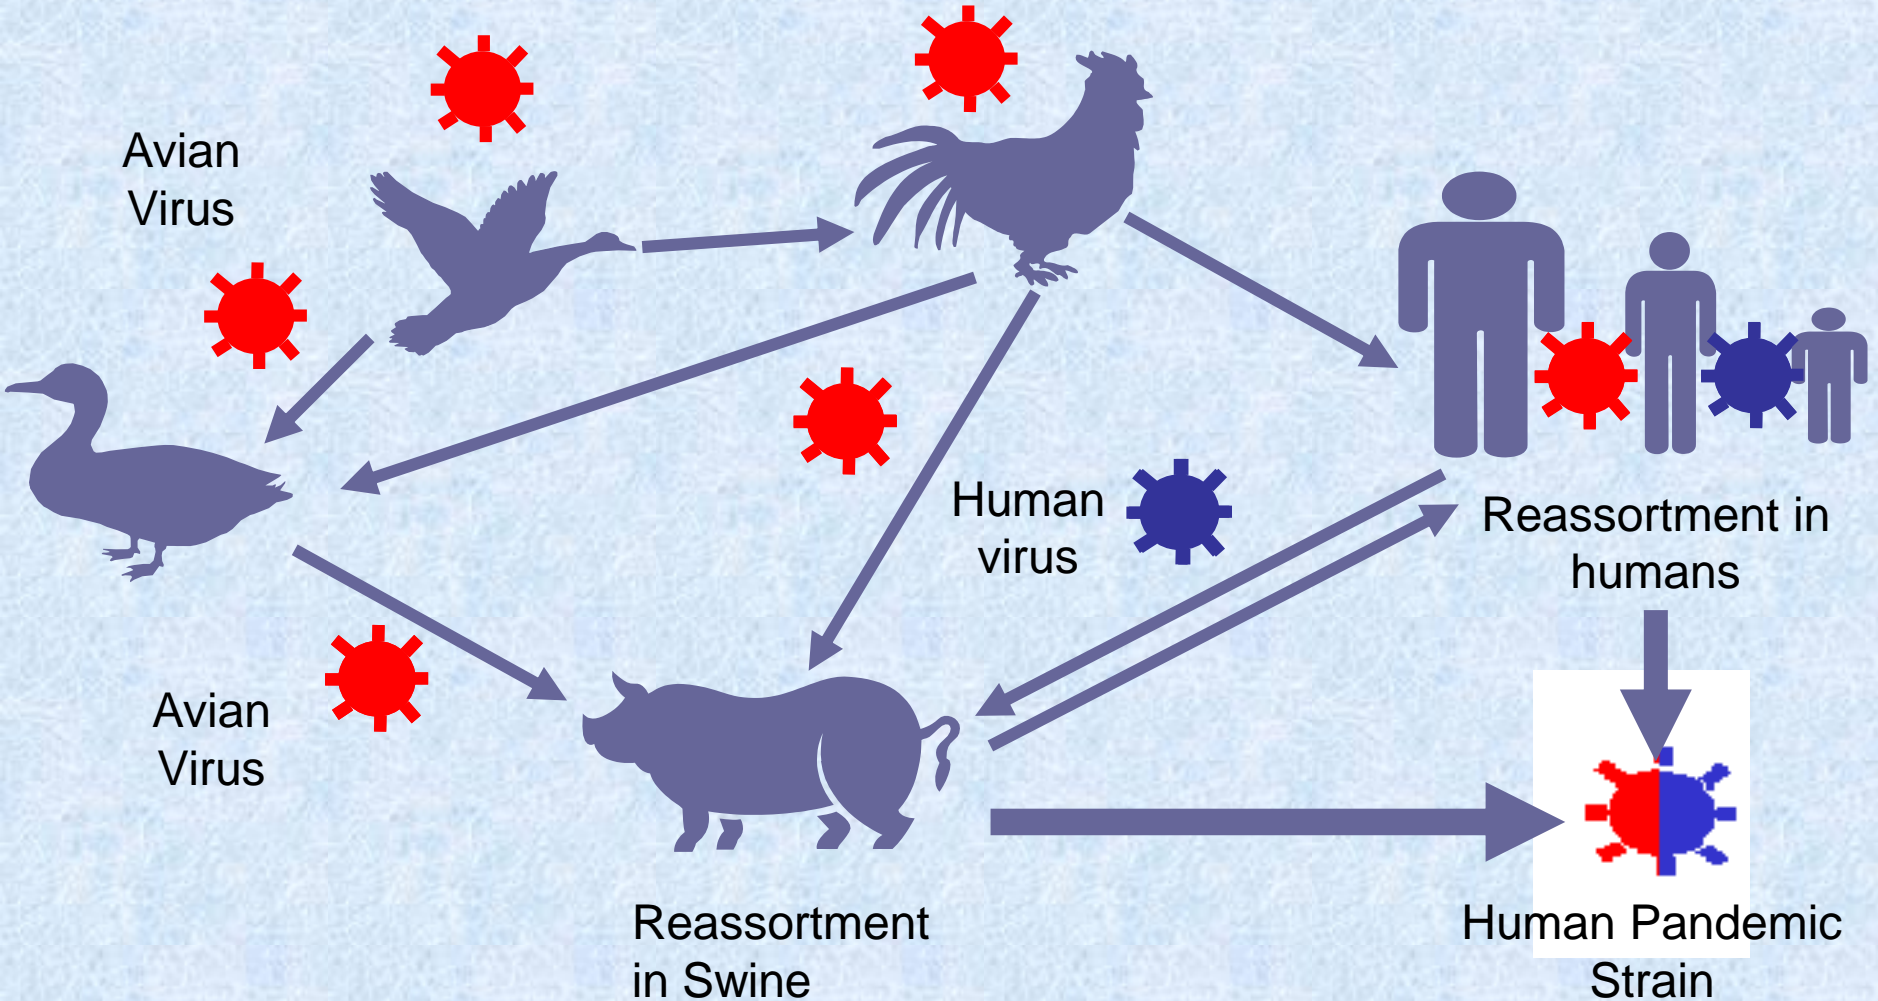 Avian
Virus
Human
virus
Reassortment in
humans
Avian
Virus
Reassortment
in Swine
Human Pandemic
Strain